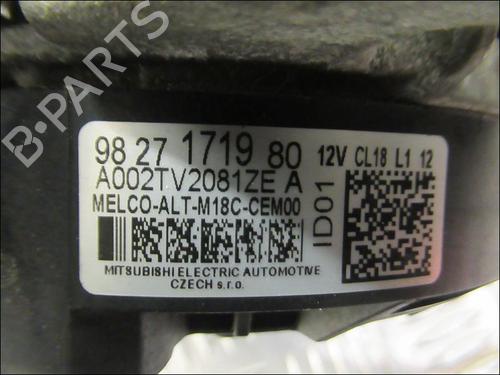 B-PARTS
98 27 1719 80 12V CL18 L1 12
A002TV2081ZE A
MELCO-ALT-M18C-CEM00
ID01
MITSUBISHI ELECTRIC AUTOMOTIVE
CZECH s.r.o.